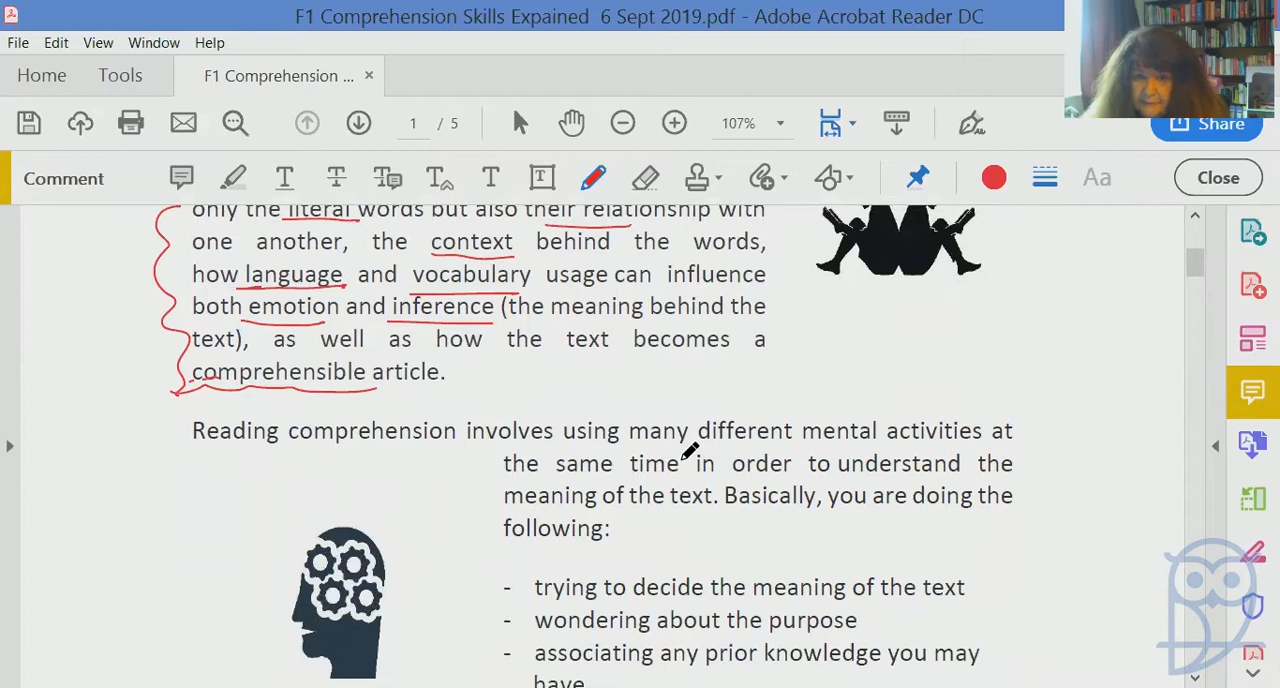 F1 Comprehension Skills Expained 6 Sept 2019.pdf - Adobe Acrobat Reader DC
File Edit View Window Help
Home Tools F1 Comprehension ... ×
1 / 5 107%
Share
Comment Aa Close
only the literal words but also their relationship with
one another, the context behind the words,
how language and vocabulary usage can influence
both emotion and inference (the meaning behind the
text), as well as how the text becomes a
comprehensible article.
Reading comprehension involves using many different mental activities at
the same time in order to understand the
meaning of the text. Basically, you are doing the
following:
- trying to decide the meaning of the text
- wondering about the purpose
- associating any prior knowledge you may
have